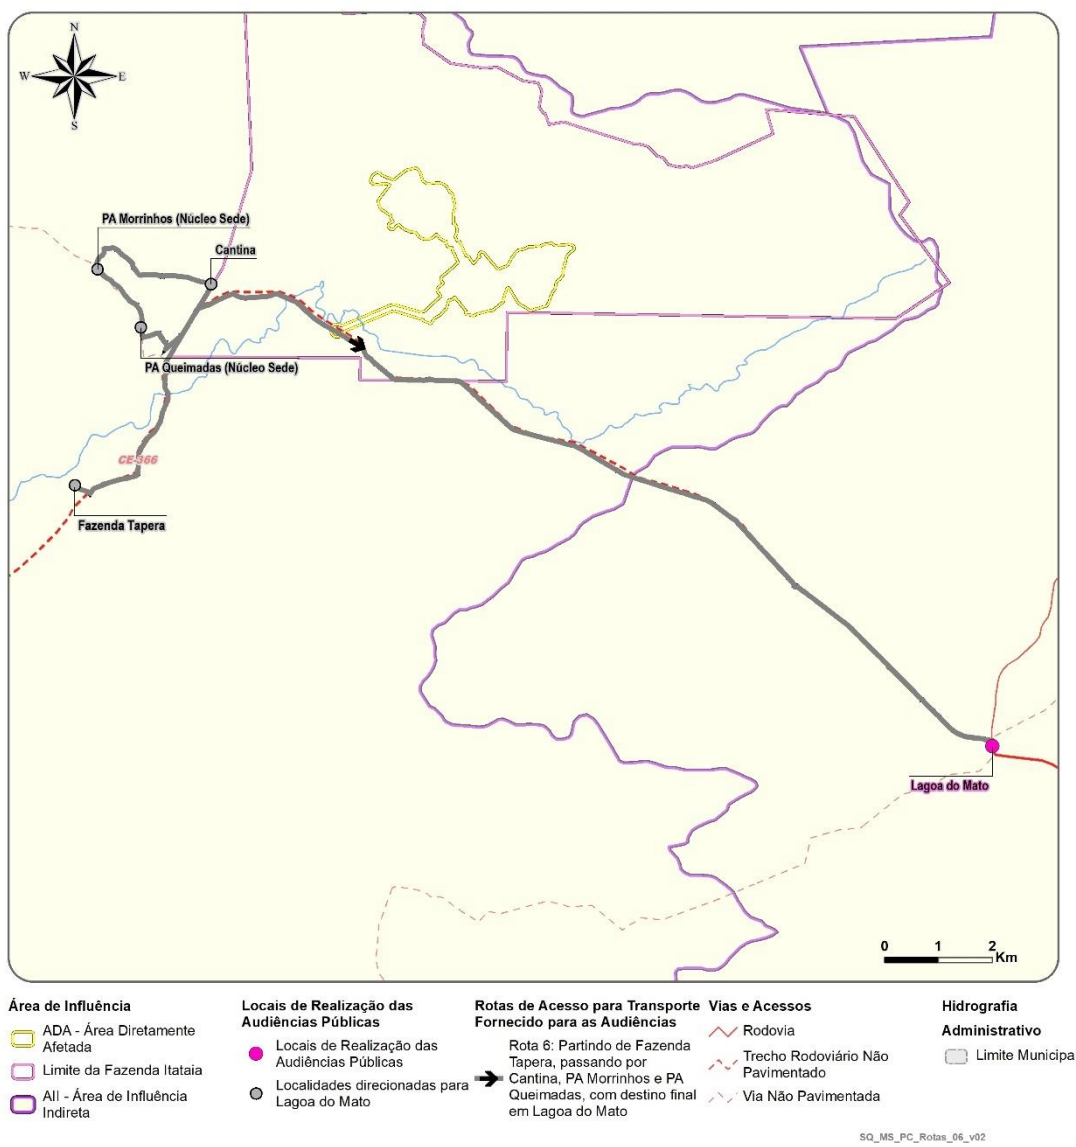 N
W
E
S
PA Morrinhos (Núcleo Sede)
Cantina
PA Queimadas (Núcleo Sede)
CE-366
Fazenda Tapera
Lagoa do Mato
0 1 2
Km
Área de Influência
ADA - Área Diretamente
Afetada
Limite da Fazenda Itataia
AII - Área de Influência
Indireta
Locais de Realização das
Audiências Públicas
Locais de Realização das
Audiências Públicas
Localidades direcionadas para
Lagoa do Mato
Rotas de Acesso para Transporte
Fornecido para as Audiências
Rota 6: Partindo de Fazenda
Tapera, passando por
Cantina, PA Morrinhos e PA
Queimadas, com destino final
em Lagoa do Mato
Vias e Acessos
Rodovia
Trecho Rodoviário Não
Pavimentado
Via Não Pavimentada
Hidrografia
Administrativo
Limite Municipa
SQ_MS_PC_Rotas_06_v02